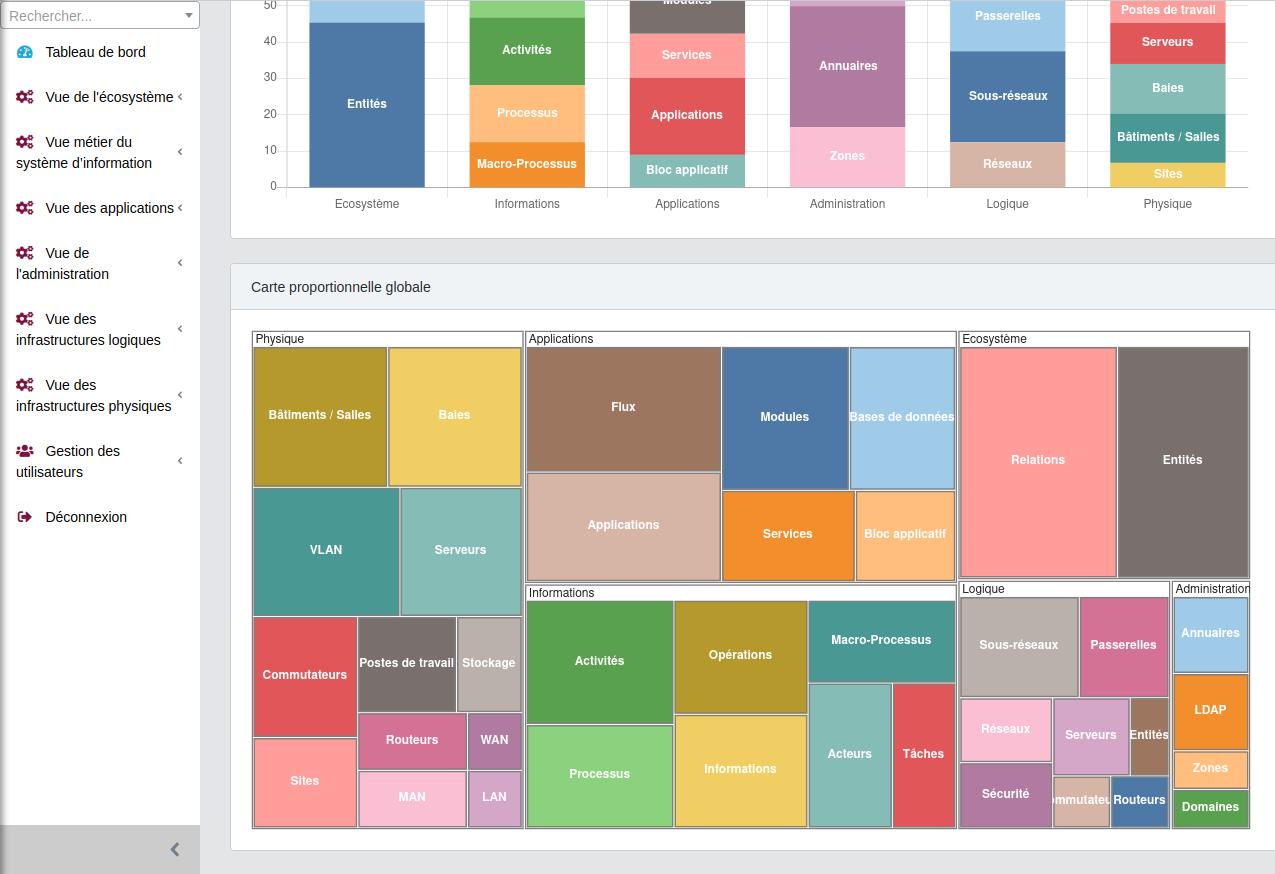 Rechercher...
Tableau de bord
Vue de l'écosystème
Vue métier du
système d’information
Vue des applications
Vue de
l'administration
Vue des
infrastructures logiques
Vue des
infrastructures physiques
Gestion des
utilisateurs
Déconnexion
50
40
30
20
10
0
Entités
Activités
Processus
Macro-Processus
Modules
Services
Applications
Bloc applicatif
Annuaires
Zones
Passerelles
Sous-réseaux
Réseaux
Postes de travail
Serveurs
Baies
Bâtiments / Salles
Sites
Ecosystème
Informations
Applications
Administration
Logique
Physique
Carte proportionnelle globale
Physique
Bâtiments / Salles
Baies
VLAN
Serveurs
Commutateurs
Postes de travail
Stockage
Routeurs
WAN
Sites
MAN
LAN
Applications
Flux
Modules
Bases de données
Applications
Services
Bloc applicatif
Informations
Activités
Opérations
Macro-Processus
Processus
Informations
Acteurs
Tâches
Ecosystème
Relations
Entités
Logique
Sous-réseaux
Passerelles
Réseaux
Serveurs
Entités
Sécurité
ommutateu
Routeurs
Administration
Annuaires
LDAP
Zones
Domaines